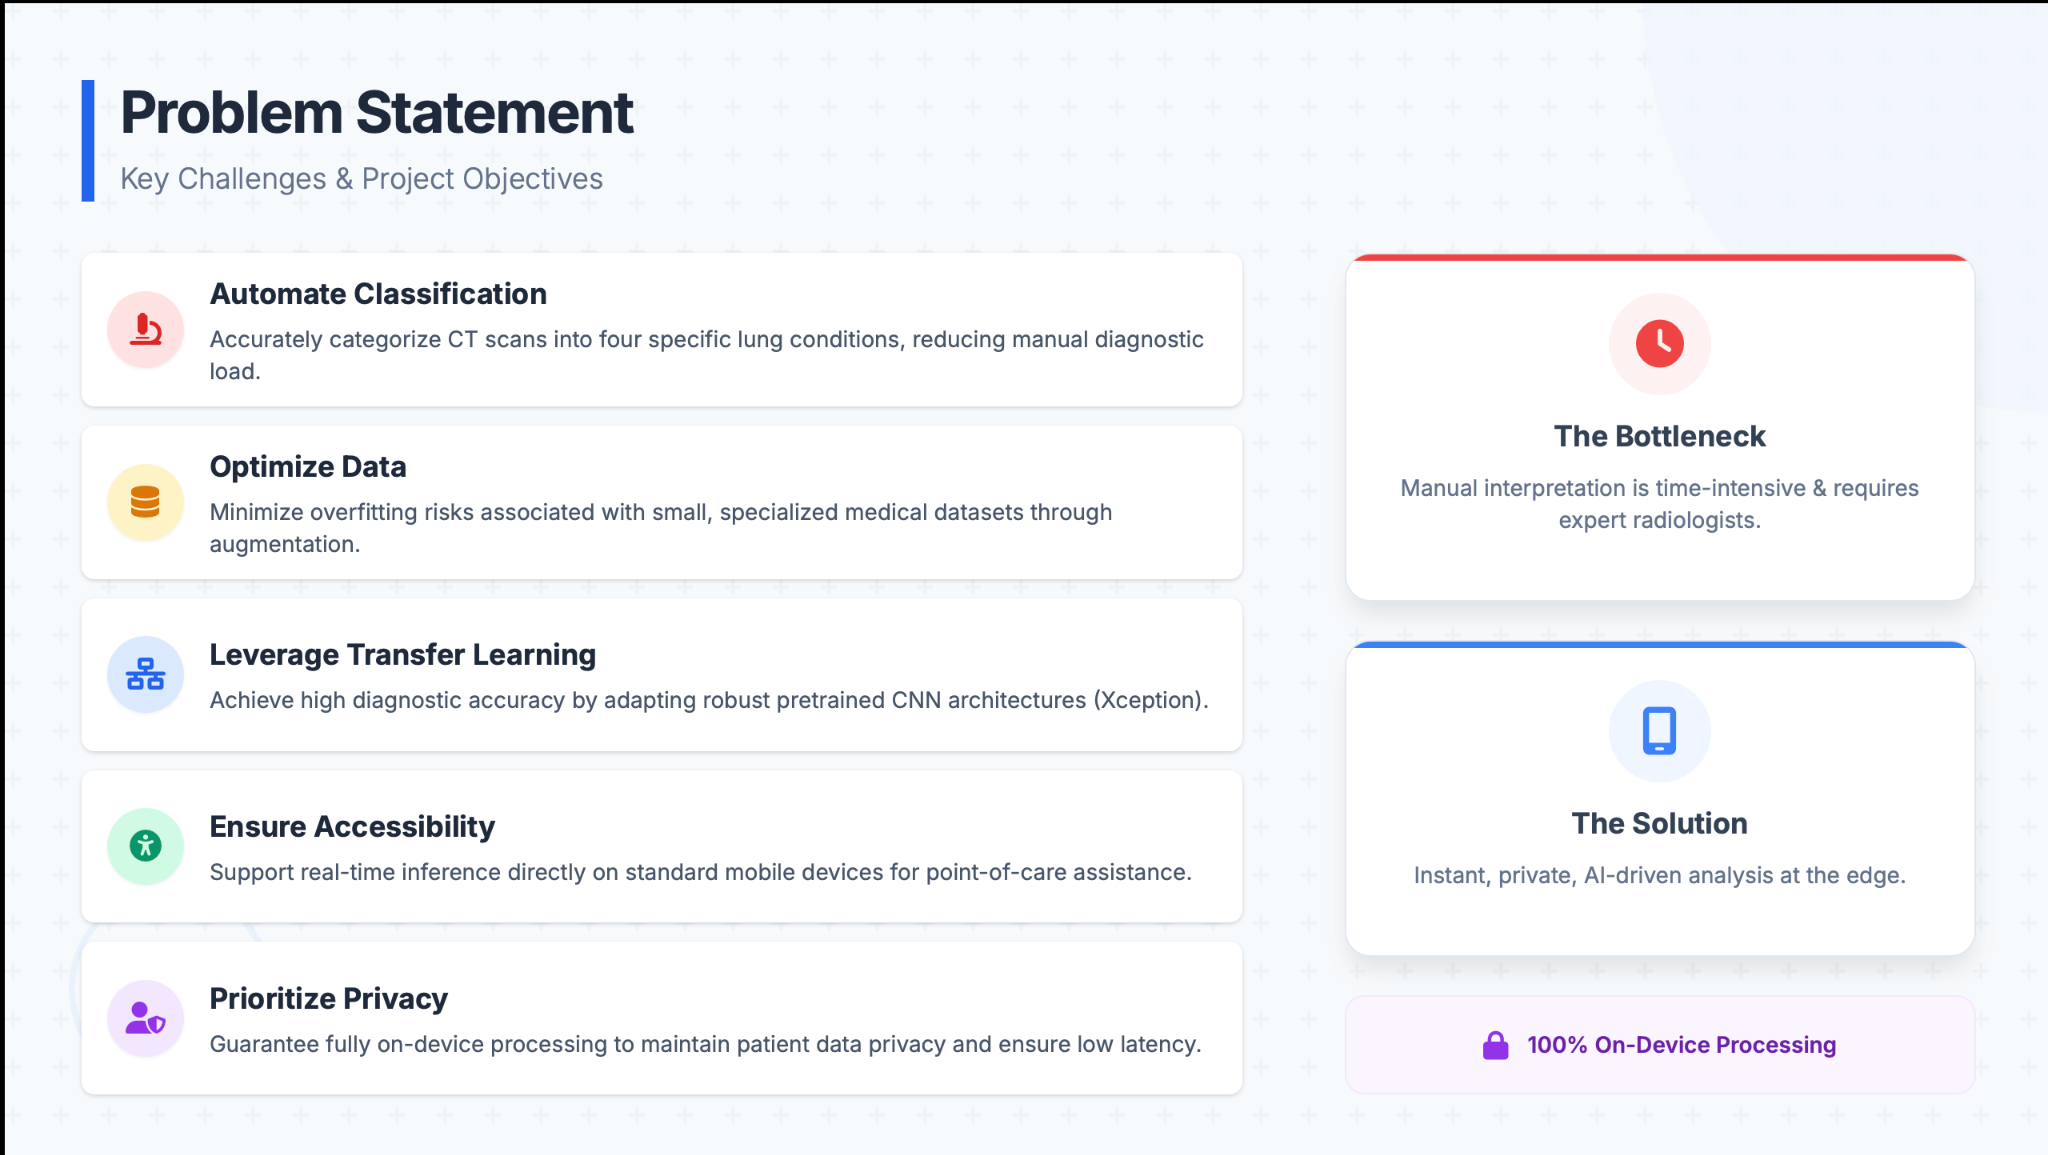 Problem Statement
Key Challenges & Project Objectives
Automate Classification
Accurately categorize CT scans into four specific lung conditions, reducing manual diagnostic
load.
Optimize Data
Minimize overfitting risks associated with small, specialized medical datasets through
augmentation.
Leverage Transfer Learning
Achieve high diagnostic accuracy by adapting robust pretrained CNN architectures (Xception).
Ensure Accessibility
Support real-time inference directly on standard mobile devices for point-of-care assistance.
Prioritize Privacy
Guarantee fully on-device processing to maintain patient data privacy and ensure low latency.
The Bottleneck
Manual interpretation is time-intensive & requires
expert radiologists.
The Solution
Instant, private, AI-driven analysis at the edge.
100% On-Device Processing